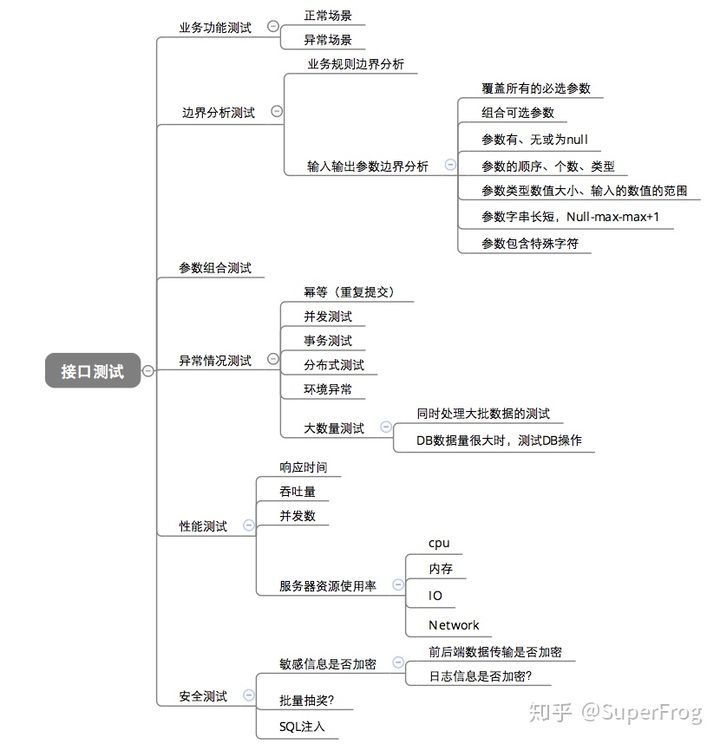 接口测试
业务功能测试
正常场景
异常场景
边界分析测试
业务规则边界分析
输入输出参数边界分析
覆盖所有的必选参数
组合可选参数
参数有、无或为null
参数的顺序、个数、类型
参数类型数值大小、输入的数值的范围
参数字串长短，Null-max-max+1
参数包含特殊字符
参数组合测试
异常情况测试
幂等（重复提交）
并发测试
事务测试
分布式测试
环境异常
大数量测试
同时处理大批数据的测试
DB数据量很大时，测试DB操作
性能测试
响应时间
吞吐量
并发数
服务器资源使用率
cpu
内存
IO
Network
安全测试
敏感信息是否加密
前后端数据传输是否加密
日志信息是否加密?
批量抽奖?
SQL注入
知乎 @SuperFrog